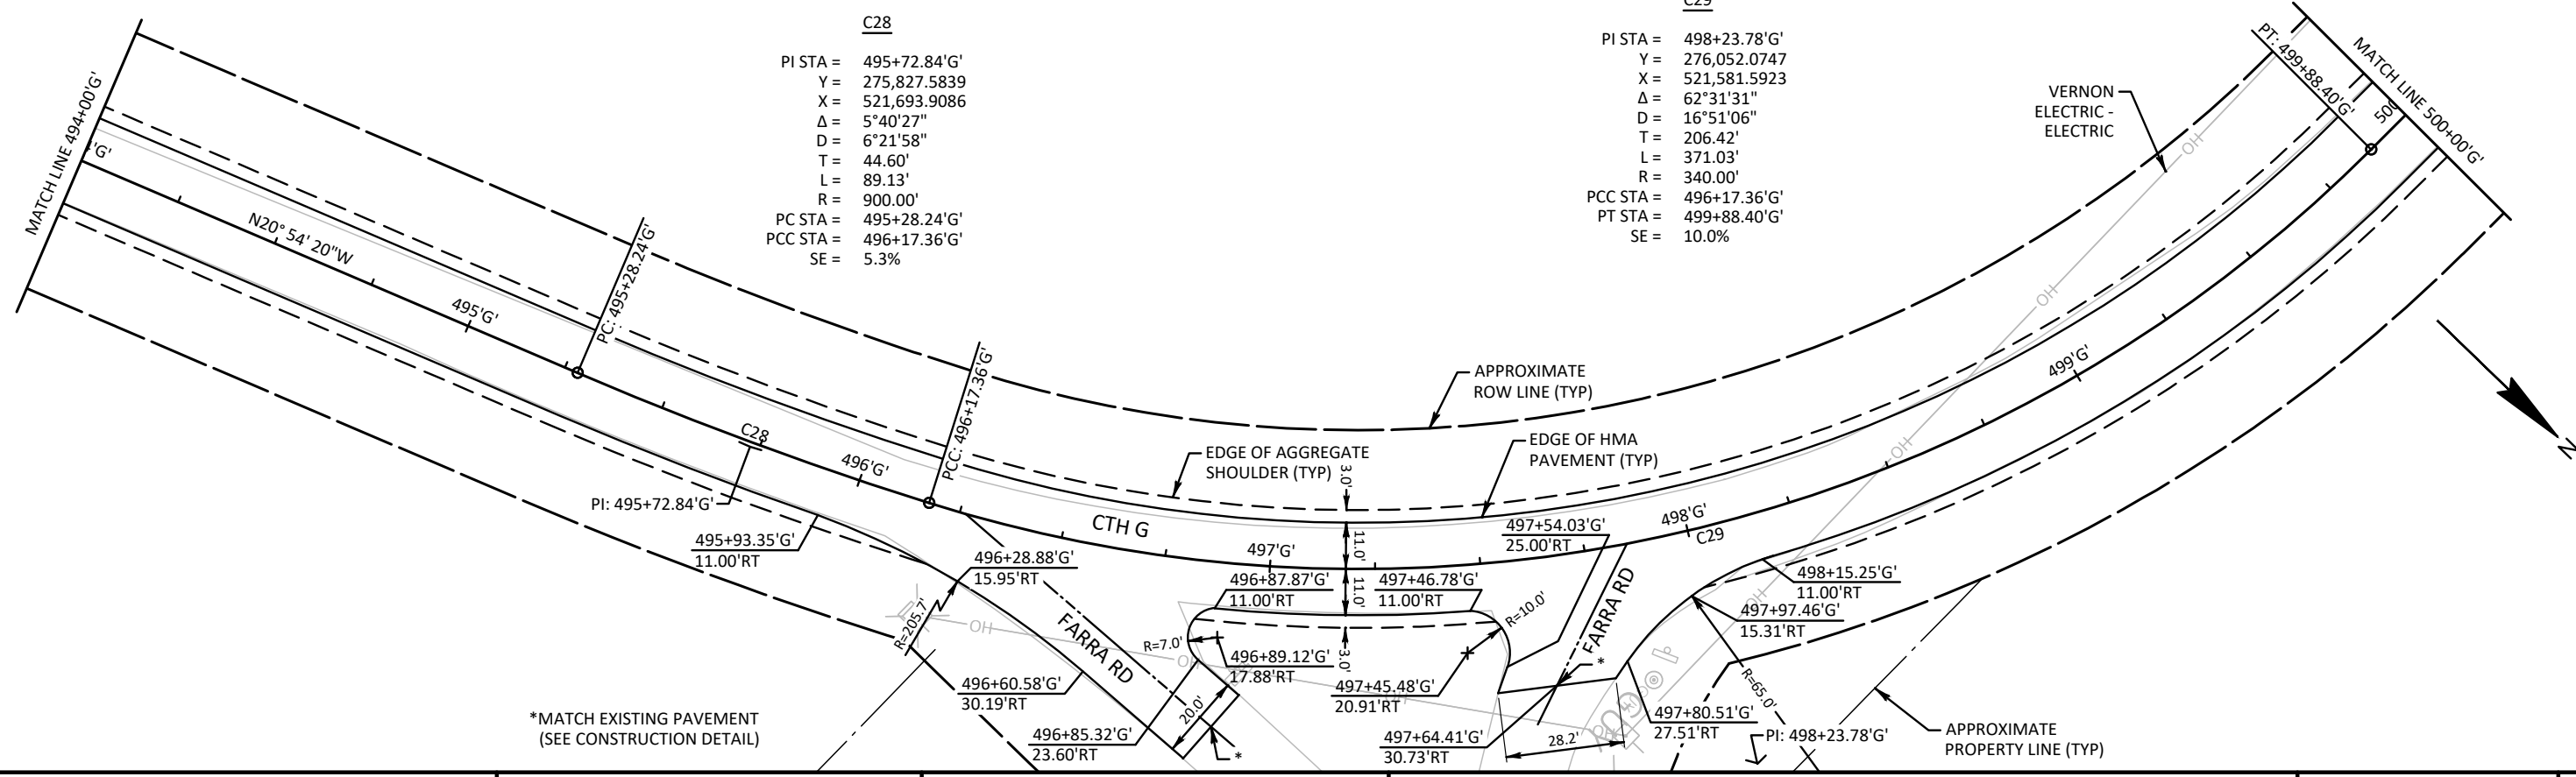 C28
PI STA = 495+72.84'G'
Y = 275,827.5839
X = 521,693.9086
Δ = 5°40'27"
D = 6°21'58"
T = 44.60'
L = 89.13'
R = 900.00'
PC STA = 495+28.24'G'
PCC STA = 496+17.36'G'
SE = 5.3%
C29
PI STA = 498+23.78'G'
Y = 276,052.0747
X = 521,581.5923
Δ = 62°31'31"
D = 16°51'06"
T = 206.42'
L = 371.03'
R = 340.00'
PCC STA = 496+17.36'G'
PT STA = 499+88.40'G'
SE = 10.0%
MATCH LINE 494+00'G'
'G'
N20° 54' 20"W
495'G'
PC: 495+28.24'G'
C28
PI: 495+72.84'G'
496'G'
PCC: 496+17.36'G'
495+93.35'G'
11.00'RT
CTH G
EDGE OF AGGREGATE
SHOULDER (TYP)
APPROXIMATE
ROW LINE (TYP)
EDGE OF HMA
PAVEMENT (TYP)
3.0'
11.0'
11.0'
3.0'
497'G'
496+28.88'G'
15.95'RT
R=205.7'
OH
FARRA RD
496+60.58'G'
30.19'RT
496+85.32'G'
23.60'RT
20.0'
*
*MATCH EXISTING PAVEMENT
(SEE CONSTRUCTION DETAIL)
496+87.87'G'
11.00'RT
497+46.78'G'
11.00'RT
R=7.0'
OH
496+89.12'G'
17.88'RT
R=10.0'
497+45.48'G'
20.91'RT
OH
497+54.03'G'
25.00'RT
FARRA RD
*
497+64.41'G'
30.73'RT
28.2'
498'G'
C29
498+15.25'G'
11.00'RT
497+97.46'G'
15.31'RT
497+80.51'G'
27.51'RT
R=65.0'
PI: 498+23.78'G'
APPROXIMATE
PROPERTY LINE (TYP)
OH
OH
OH
OH
499'G'
VERNON
ELECTRIC -
ELECTRIC
PT: 499+88.40'G'
500
MATCH LINE 500+00'G'
N